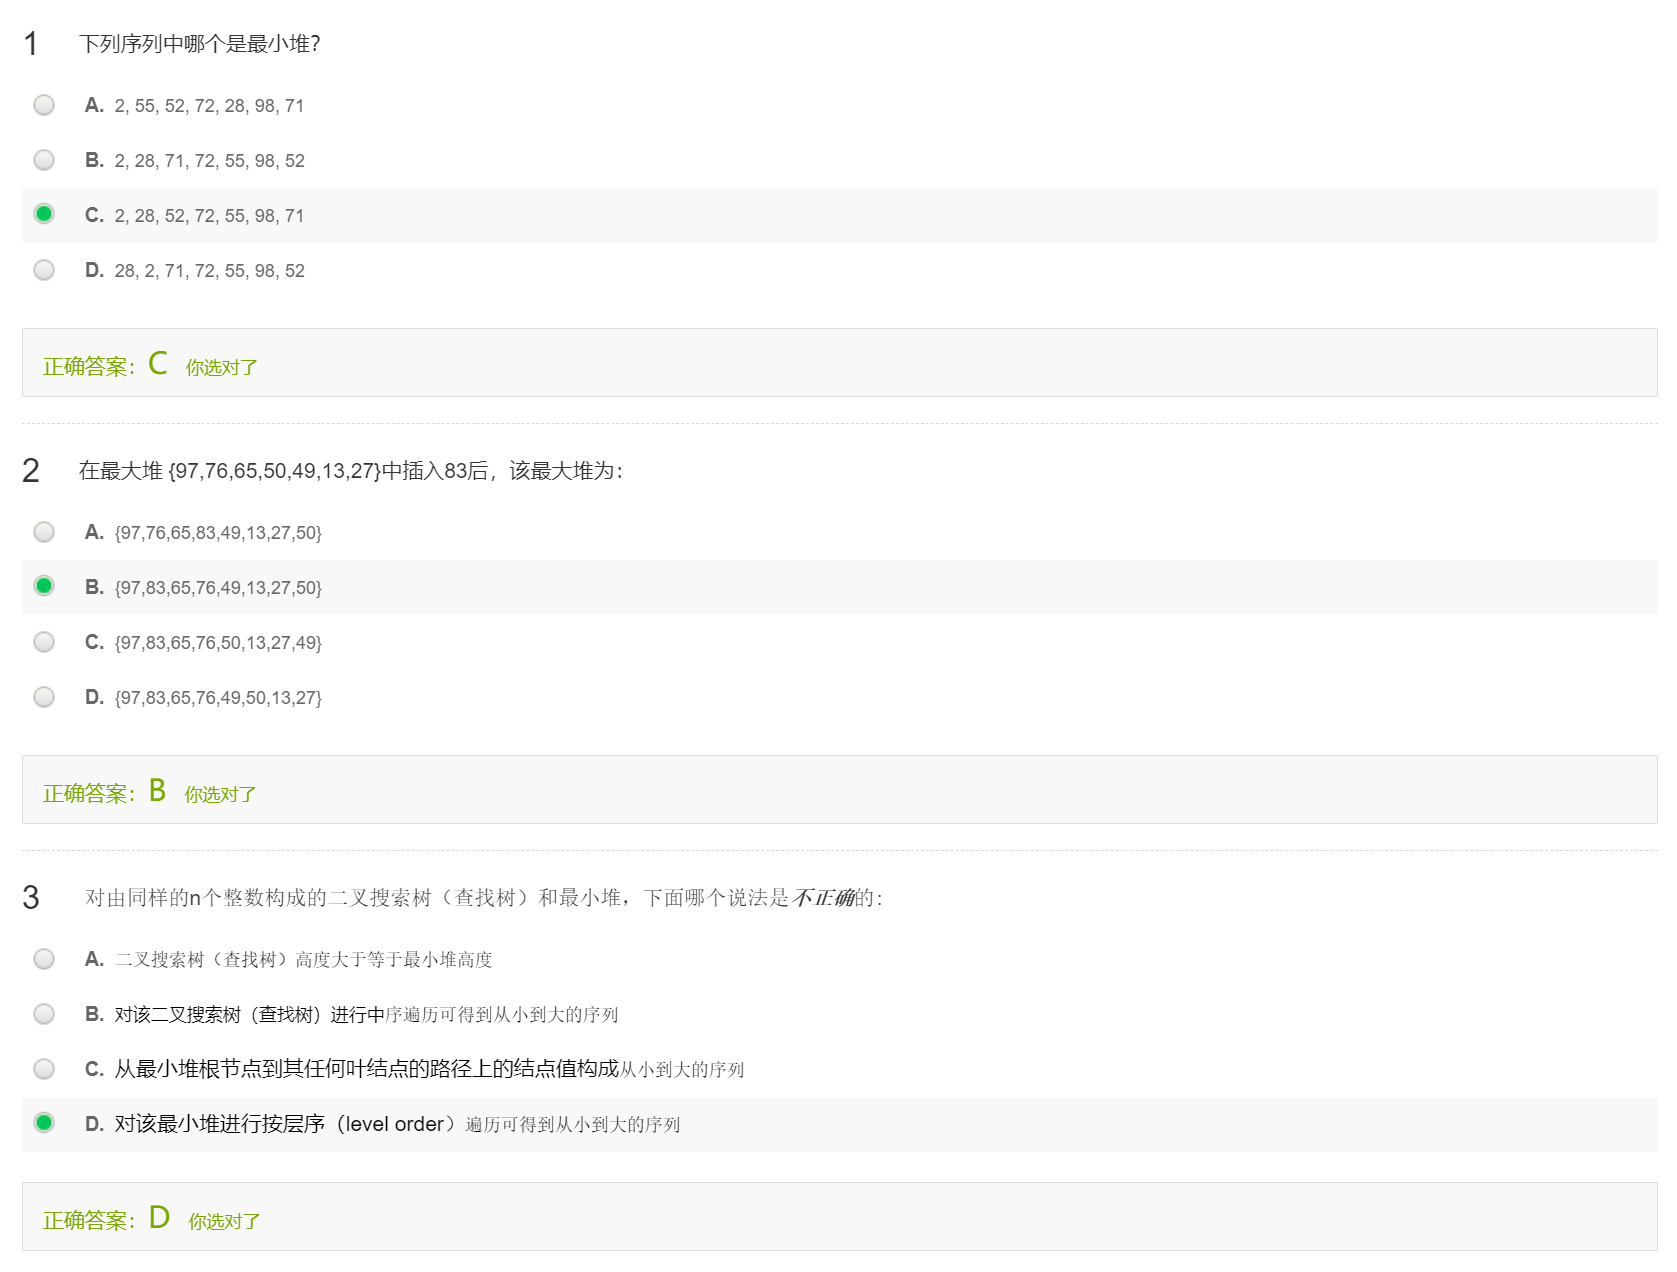 1 下列序列中哪个是最小堆?
A. 2, 55, 52, 72, 28, 98, 71
B. 2, 28, 71, 72, 55, 98, 52
C. 2, 28, 52, 72, 55, 98, 71
D. 28, 2, 71, 72, 55, 98, 52
正确答案：C 你选对了
2 在最大堆 {97,76,65,50,49,13,27}中插入83后，该最大堆为：
A. {97,76,65,83,49,13,27,50}
B. {97,83,65,76,49,13,27,50}
C. {97,83,65,76,50,13,27,49}
D. {97,83,65,76,49,50,13,27}
正确答案：B 你选对了
3 对由同样的n个整数构成的二叉搜索树（查找树）和最小堆，下面哪个说法是不正确的：
A. 二叉搜索树（查找树）高度大于等于最小堆高度
B. 对该二叉搜索树（查找树）进行中序遍历可得到从小到大的序列
C. 从最小堆根节点到其任何叶结点的路径上的结点值构成从小到大的序列
D. 对该最小堆进行按层序（level order）遍历可得到从小到大的序列
正确答案：D 你选对了